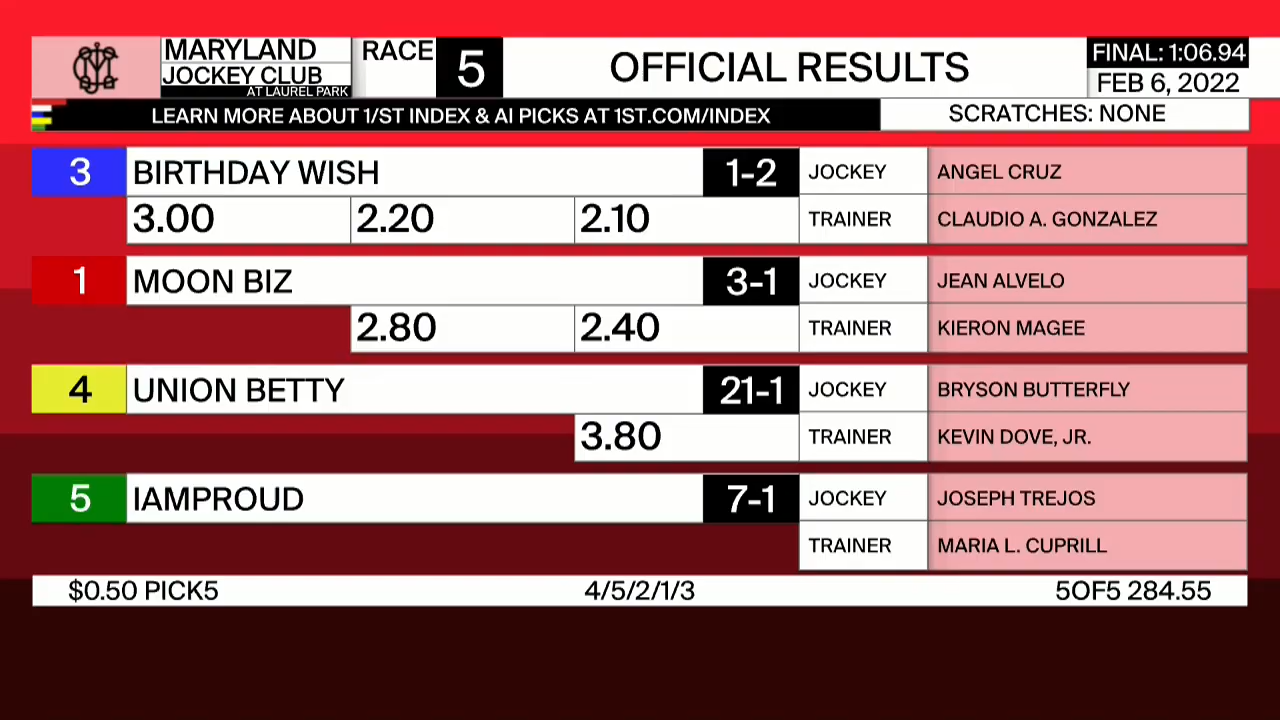 MARYLAND
JOCKEY CLUB
AT LAUREL PARK
RACE 5
OFFICIAL RESULTS
FINAL: 1:06.94
FEB 6, 2022
LEARN MORE ABOUT 1/ST INDEX & AI PICKS AT 1ST.COM/INDEX
SCRATCHES: NONE
3 BIRTHDAY WISH 1-2 JOCKEY ANGEL CRUZ
3.00 2.20 2.10 TRAINER CLAUDIO A. GONZALEZ
1 MOON BIZ 3-1 JOCKEY JEAN ALVELO
2.80 2.40 TRAINER KIERON MAGEE
4 UNION BETTY 21-1 JOCKEY BRYSON BUTTERFLY
3.80 TRAINER KEVIN DOVE, JR.
5 IAMPROUD 7-1 JOCKEY JOSEPH TREJOS
TRAINER MARIA L. CUPRILL
$0.50 PICK5 4/5/2/1/3 5OF5 284.55